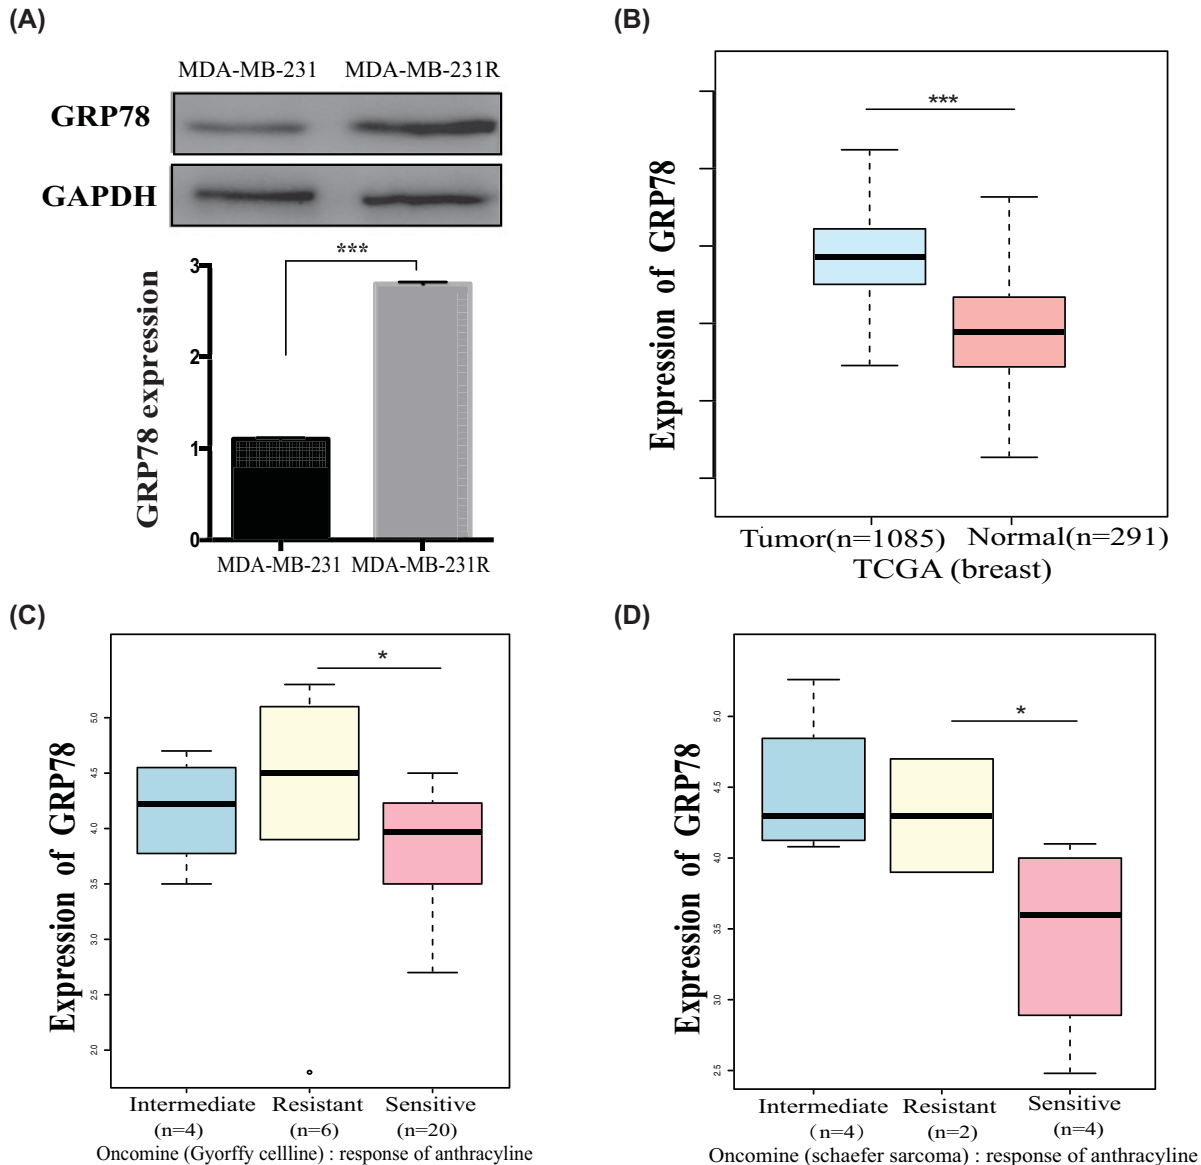 (A)
MDA-MB-231 MDA-MB-231R
GRP78
GAPDH
***
GRP78 expression
3
2
1
0
MDA-MB-231 MDA-MB-231R
(B)
***
Expression of GRP78
Tumor(n=1085) Normal(n=291)
TCGA (breast)
(C)
*
Expression of GRP78
5.0
4.5
4.0
3.5
3.0
2.5
2.0
Intermediate Resistant Sensitive
(n=4) (n=6) (n=20)
Oncomine (Gyorffy cellline) : response of anthracyline
(D)
*
Expression of GRP78
5.0
4.5
4.0
3.5
3.0
2.5
Intermediate Resistant Sensitive
(n=4) (n=2) (n=4)
Oncomine (schaefer sarcoma) : response of anthracyline